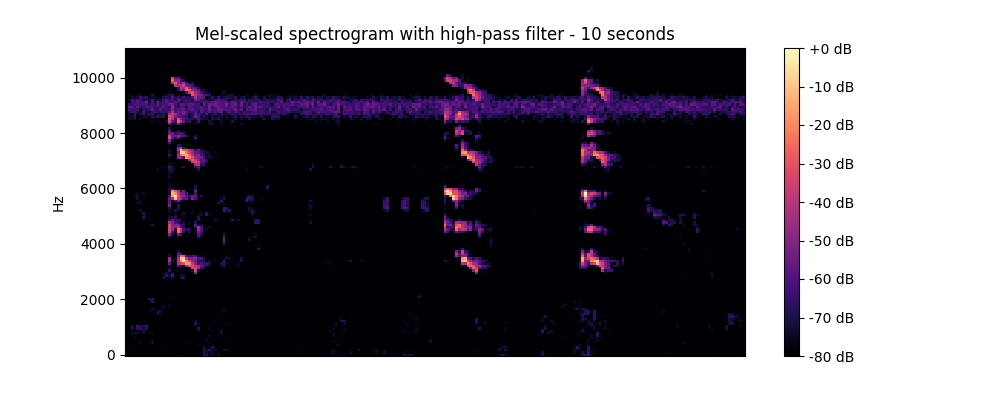 Mel-scaled spectrogram with high-pass filter - 10 seconds
Hz
10000
8000
6000
4000
2000
0
+0 dB
-10 dB
-20 dB
-30 dB
-40 dB
-50 dB
-60 dB
-70 dB
-80 dB